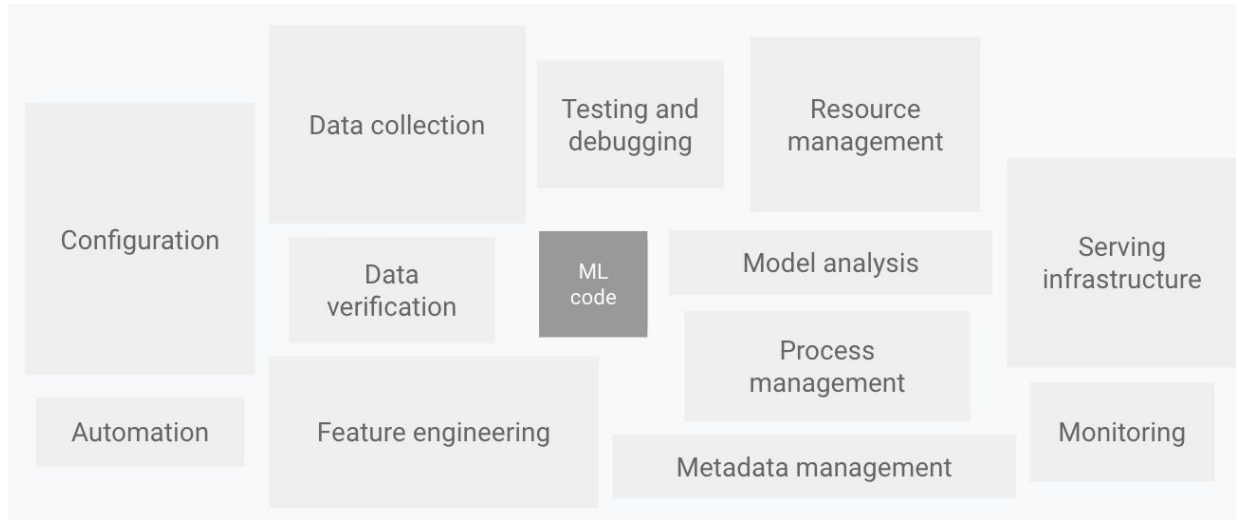 Configuration
Automation
Data collection
Data
verification
Feature engineering
Testing and
debugging
ML
code
Resource
management
Model analysis
Process
management
Metadata management
Serving
infrastructure
Monitoring